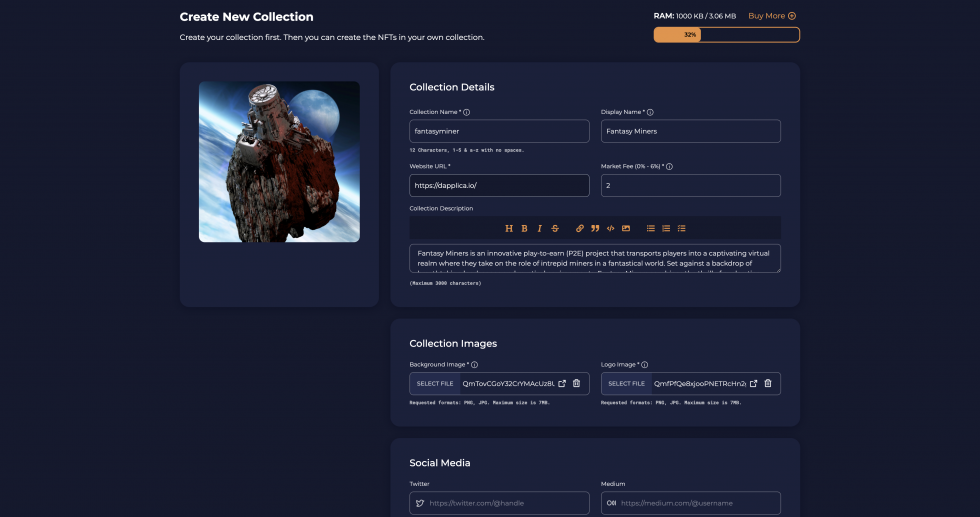 Create New Collection
RAM: 1000 KB / 3.06 MB Buy More
Create your collection first. Then you can create the NFTs in your own collection.
32%
Collection Details
Collection Name * Display Name *
fantasyminer Fantasy Miners
12 Characters, 1-5 & a-z with no spaces.
Website URL * Market Fee (0% - 6%) *
https://dapplica.io/ 2
Collection Description
H B I S
Fantasy Miners is an innovative play-to-earn (P2E) project that transports players into a captivating virtual
realm where they take on the role of intrepid miners in a fantastical world. Set against a backdrop of
(Maximum 3000 characters)
Collection Images
Background Image * Logo Image *
SELECT FILE QmTovCGoY32CrYMAcUz8U SELECT FILE QmfPfQe8xjooPNETRcHn2
Requested formats: PNG, JPG. Maximum size is 7MB. Requested formats: PNG, JPG. Maximum size is 7MB.
Social Media
Twitter Medium
https://twitter.com/@handle https://medium.com/@username